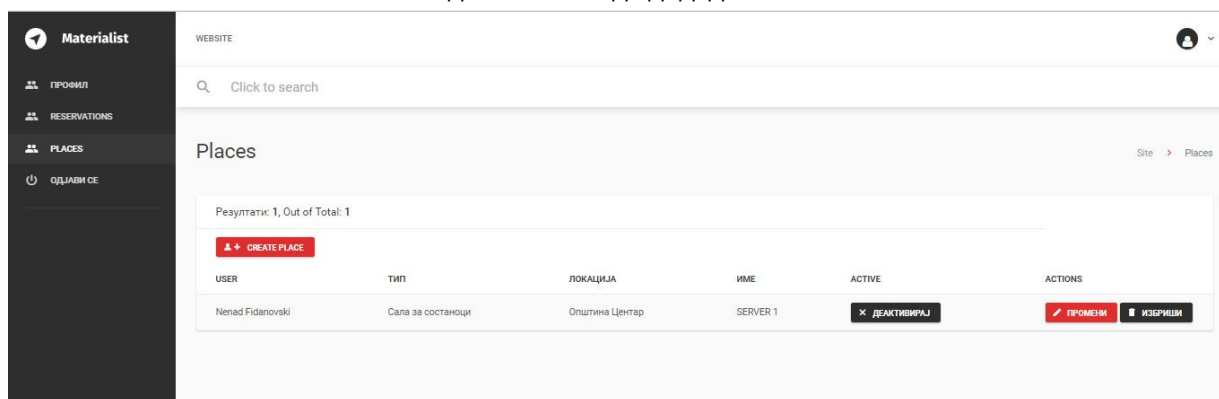 Materialist
WEBSITE
Click to search
ПРОФИЛ
RESERVATIONS
PLACES
ОДЈАВИ СЕ
Places
Site > Places
Резултати: 1, Out of Total: 1
CREATE PLACE
USER ТИП ЛОКАЦИЈА ИМЕ ACTIVE ACTIONS
Nenad Fidanovski Сала за состаноци Општина Центар SERVER 1 ДЕАКТИВИРАЈ ПРОМЕНИ ИЗБРИШИ